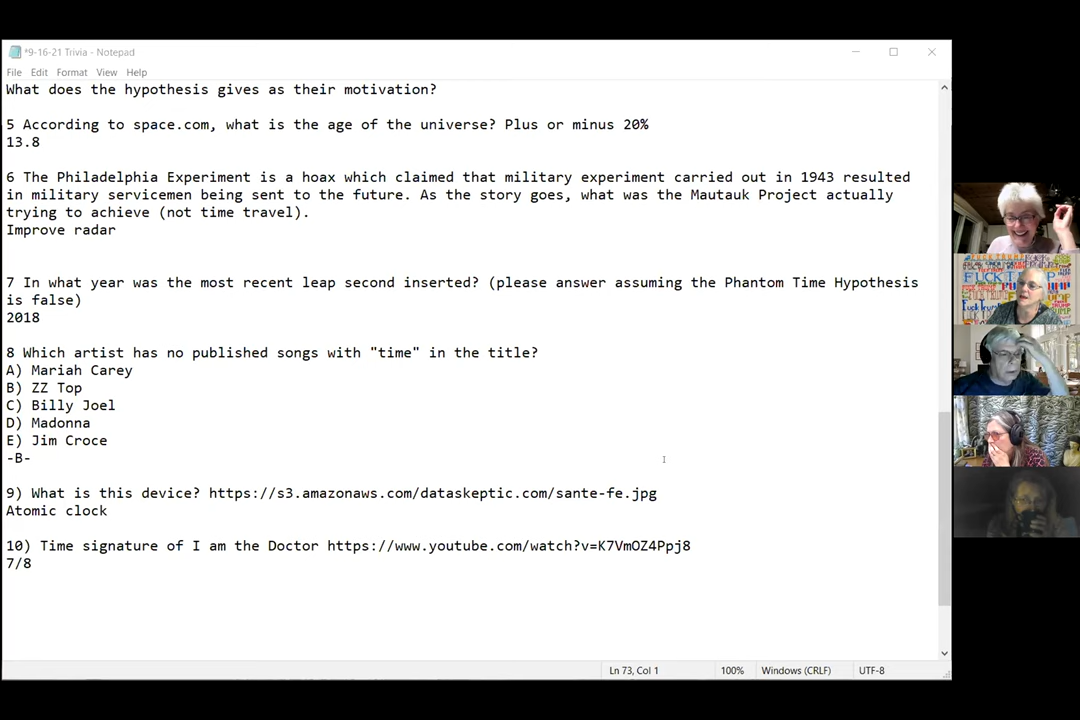 *9-16-21 Trivia - Notepad
File Edit Format View Help
What does the hypothesis gives as their motivation?
5 According to space.com, what is the age of the universe? Plus or minus 20%
13.8
6 The Philadelphia Experiment is a hoax which claimed that military experiment carried out in 1943 resulted
in military servicemen being sent to the future. As the story goes, what was the Mautauk Project actually
trying to achieve (not time travel).
Improve radar
7 In what year was the most recent leap second inserted? (please answer assuming the Phantom Time Hypothesis
is false)
2018
8 Which artist has no published songs with "time" in the title?
A) Mariah Carey
B) ZZ Top
C) Billy Joel
D) Madonna
E) Jim Croce
-B-
9) What is this device? https://s3.amazonaws.com/dataskeptic.com/sante-fe.jpg
Atomic clock
10) Time signature of I am the Doctor https://www.youtube.com/watch?v=K7VmOZ4Ppj8
7/8
Ln 73, Col 1 100% Windows (CRLF) UTF-8
FUCK TRUMP